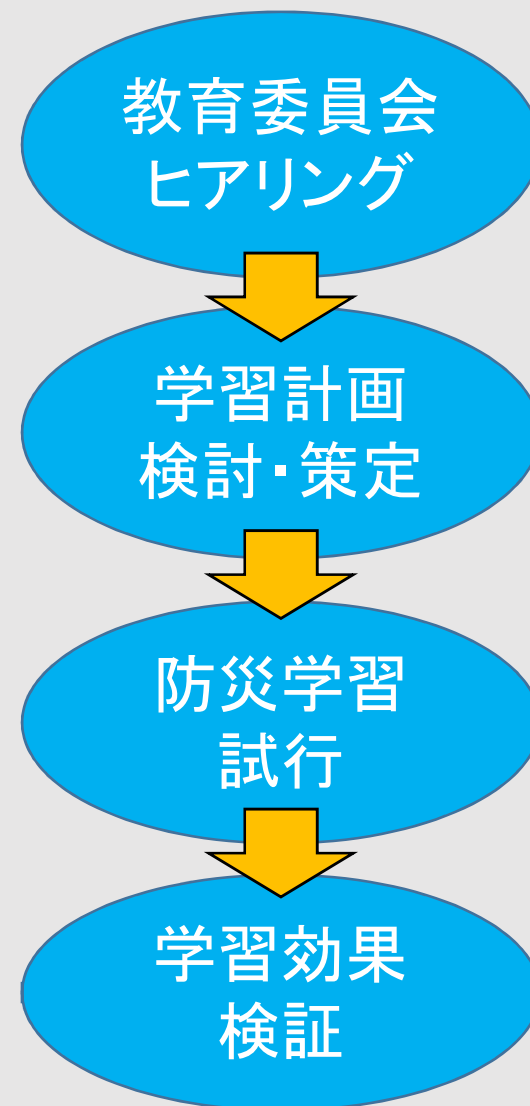 教育委員会
ヒアリング
学習計画
検討・策定
防災学習
試行
学習効果
検証